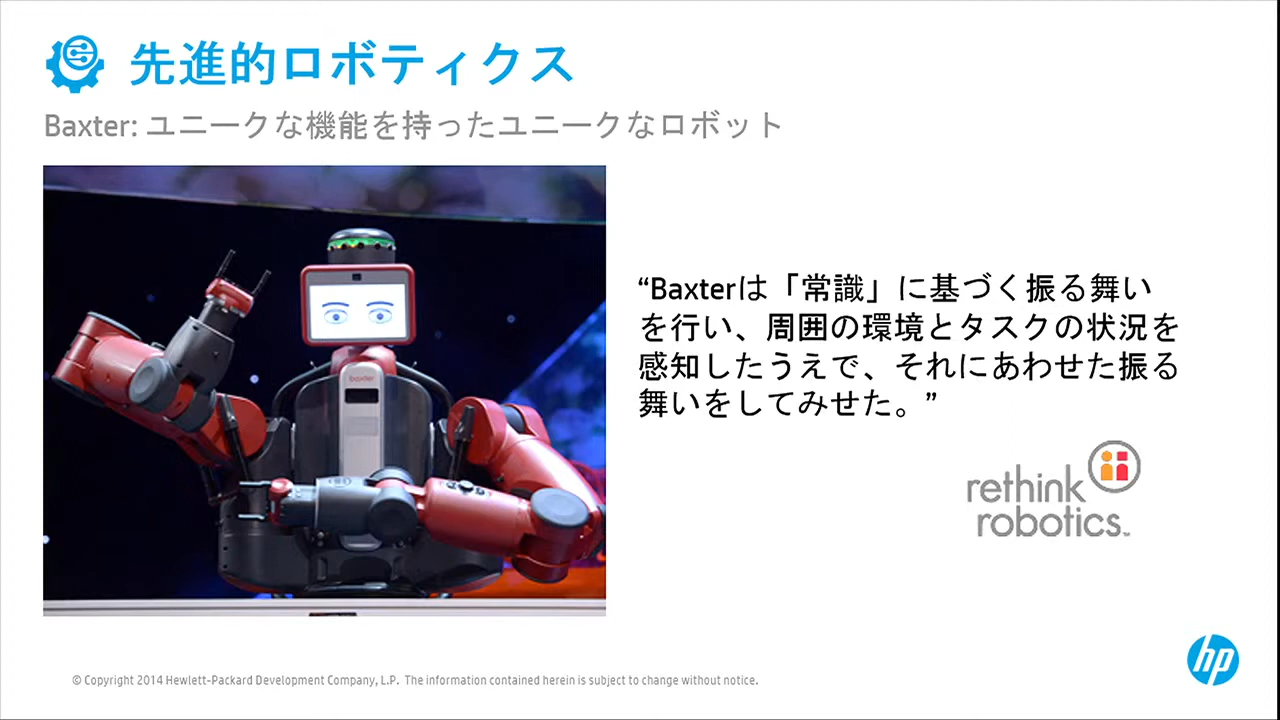 先進的ロボティクス
Baxter: ユニークな機能を持ったユニークなロボット
baxter
“Baxterは「常識」に基づく振る舞い
を行い、周囲の環境とタスクの状況を
感知したうえで、それにあわせた振る
舞いをしてみせた。”
rethink
robotics™
hp
© Copyright 2014 Hewlett-Packard Development Company, L.P. The information contained herein is subject to change without notice.